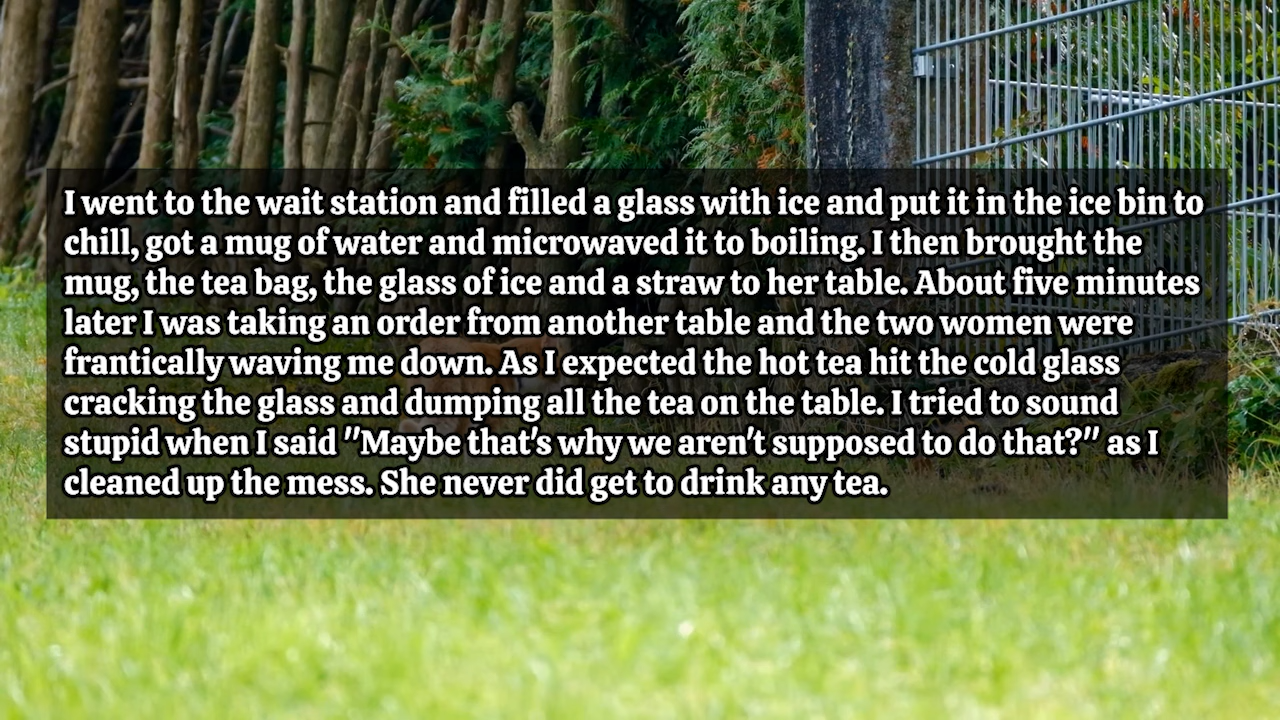 I went to the wait station and filled a glass with ice and put it in the ice bin to
chill, got a mug of water and microwaved it to boiling. I then brought the
mug, the tea bag, the glass of ice and a straw to her table. About five minutes
later I was taking an order from another table and the two women were
frantically waving me down. As I expected the hot tea hit the cold glass
cracking the glass and dumping all the tea on the table. I tried to sound
stupid when I said "Maybe that's why we aren't supposed to do that?" as I
cleaned up the mess. She never did get to drink any tea.